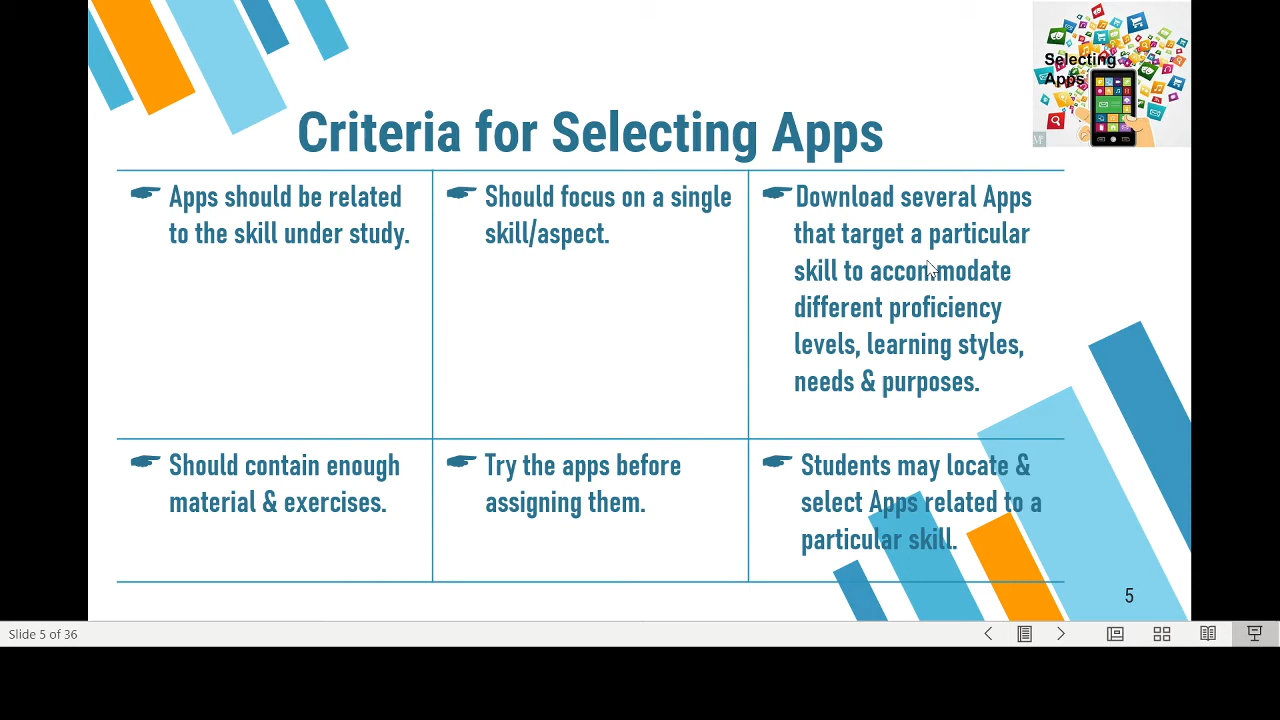 Selecting
Apps
Criteria for Selecting Apps
Apps should be related
to the skill under study.
Should focus on a single
skill/aspect.
Download several Apps
that target a particular
skill to accommodate
different proficiency
levels, learning styles,
needs & purposes.
Should contain enough
material & exercises.
Try the apps before
assigning them.
Students may locate &
select Apps related to a
particular skill.
5
Slide 5 of 36